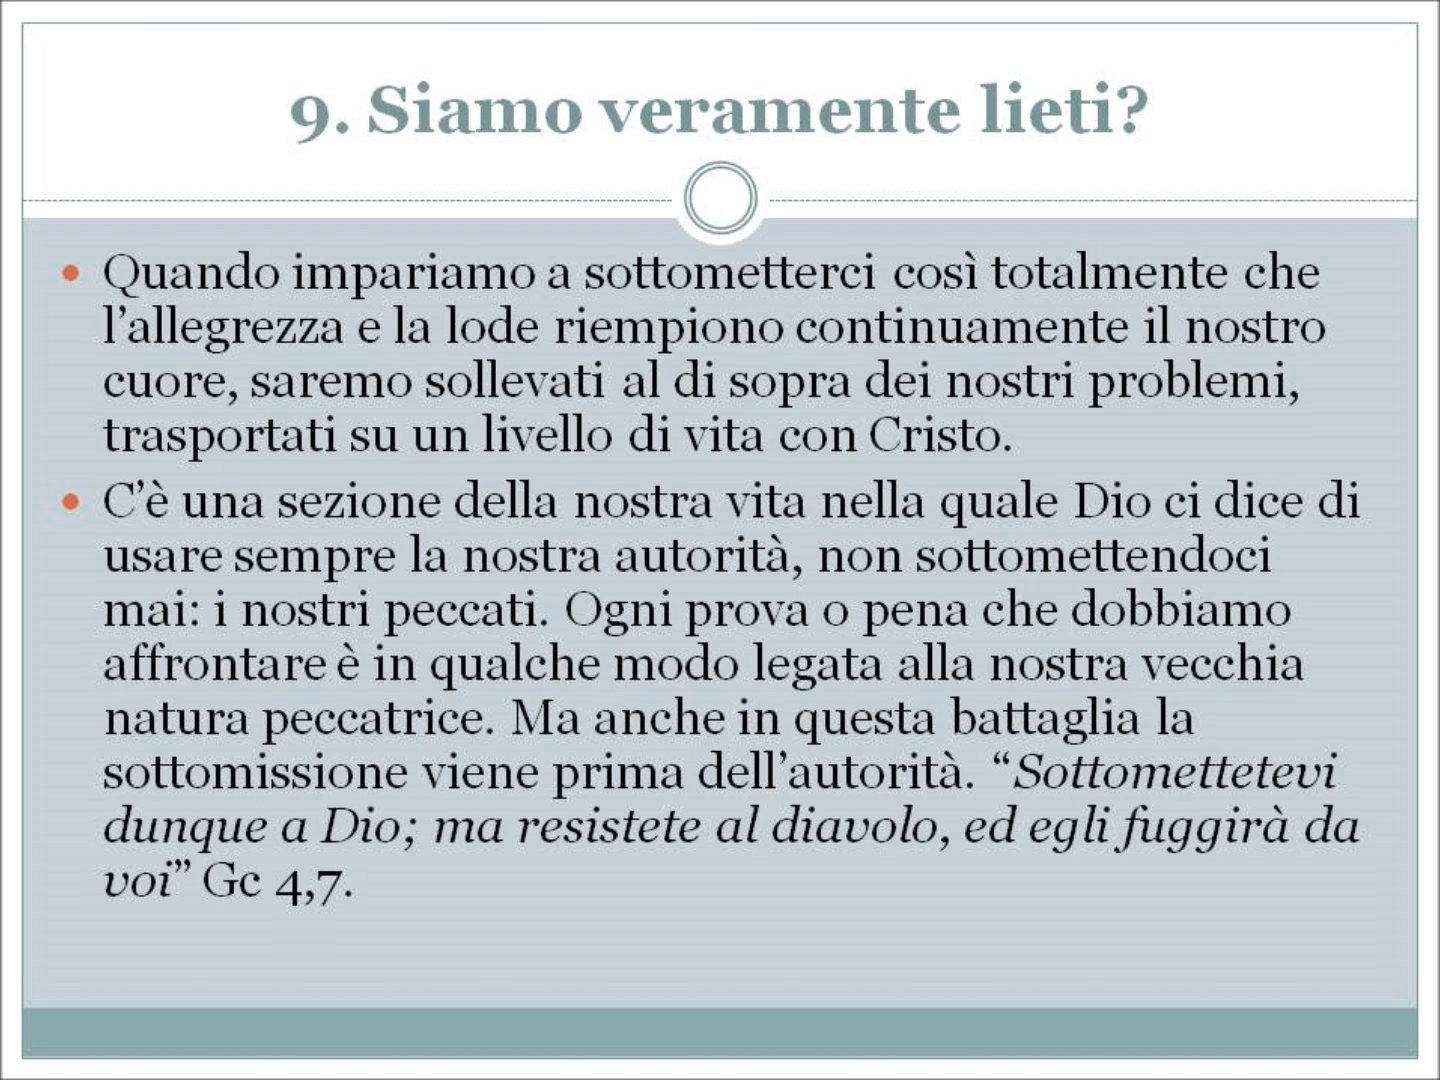 9. Siamo veramente lieti?
• Quando impariamo a sottometterci così totalmente che
l’allegrezza e la lode riempiono continuamente il nostro
cuore, saremo sollevati al di sopra dei nostri problemi,
trasportati su un livello di vita con Cristo.
• C’è una sezione della nostra vita nella quale Dio ci dice di
usare sempre la nostra autorità, non sottomettendoci
mai: i nostri peccati. Ogni prova o pena che dobbiamo
affrontare è in qualche modo legata alla nostra vecchia
natura peccatrice. Ma anche in questa battaglia la
sottomissione viene prima dell’autorità. “Sottomettetevi
dunque a Dio; ma resistete al diavolo, ed egli fuggirà da
voi” Gc 4,7.